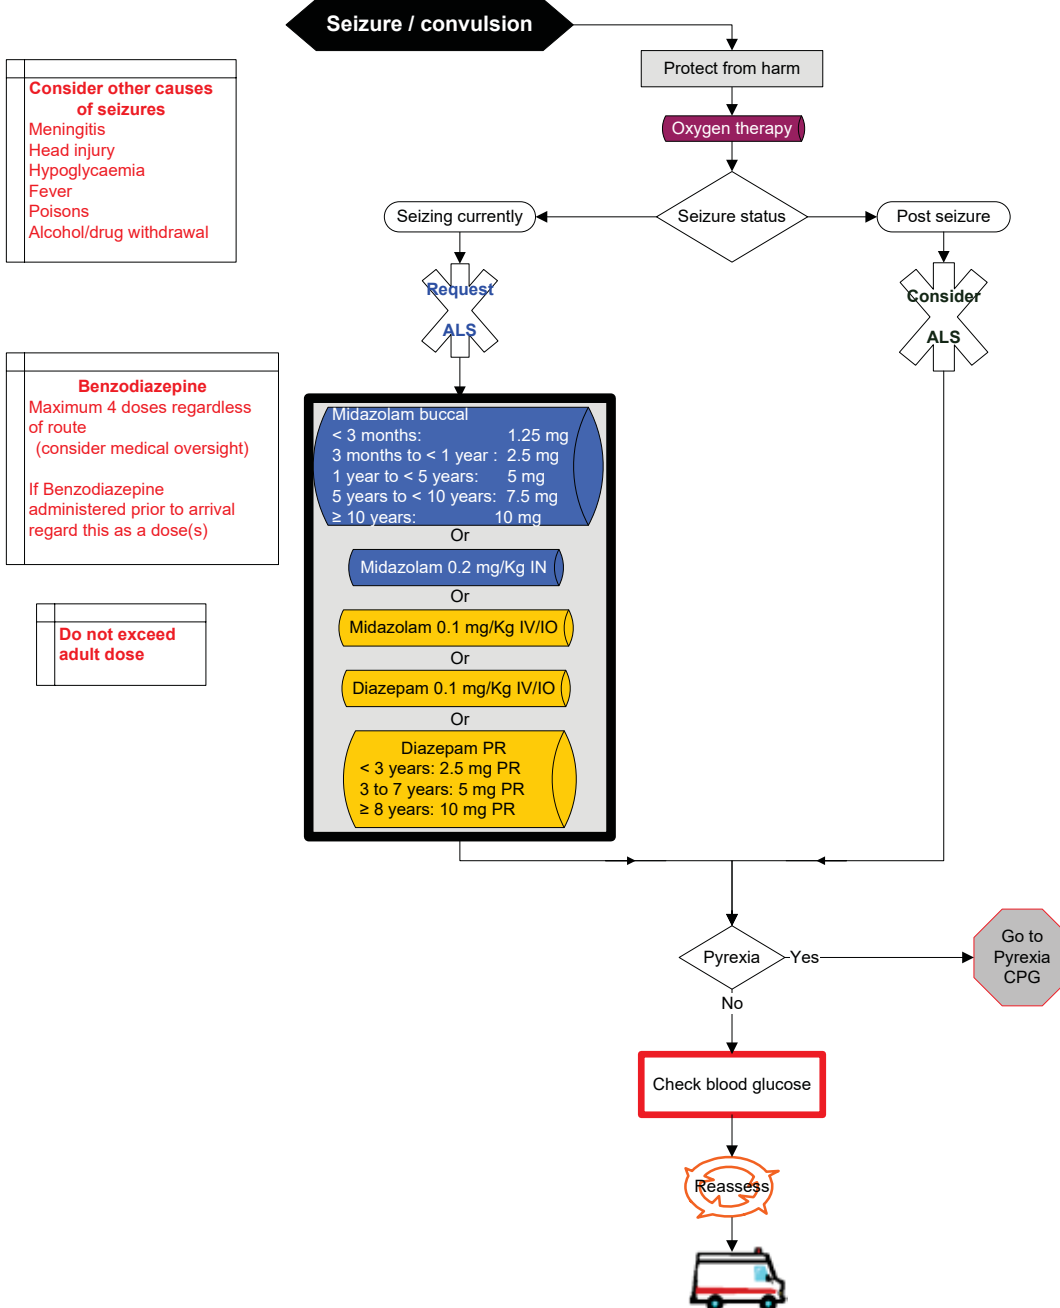 Seizure / convulsion
Protect from harm
Oxygen therapy
Seizure status
Seizing currently
Post seizure
Request
ALS
Consider
ALS
Consider other causes
of seizures
Meningitis
Head injury
Hypoglycaemia
Fever
Poisons
Alcohol/drug withdrawal
Benzodiazepine
Maximum 4 doses regardless
of route
(consider medical oversight)
If Benzodiazepine
administered prior to arrival
regard this as a dose(s)
Do not exceed
adult dose
Midazolam buccal
< 3 months: 1.25 mg
3 months to < 1 year : 2.5 mg
1 year to < 5 years: 5 mg
5 years to < 10 years: 7.5 mg
≥ 10 years: 10 mg
Or
Midazolam 0.2 mg/Kg IN
Or
Midazolam 0.1 mg/Kg IV/IO
Or
Diazepam 0.1 mg/Kg IV/IO
Or
Diazepam PR
< 3 years: 2.5 mg PR
3 to 7 years: 5 mg PR
≥ 8 years: 10 mg PR
Pyrexia
Yes
Go to
Pyrexia
CPG
No
Check blood glucose
Reassess